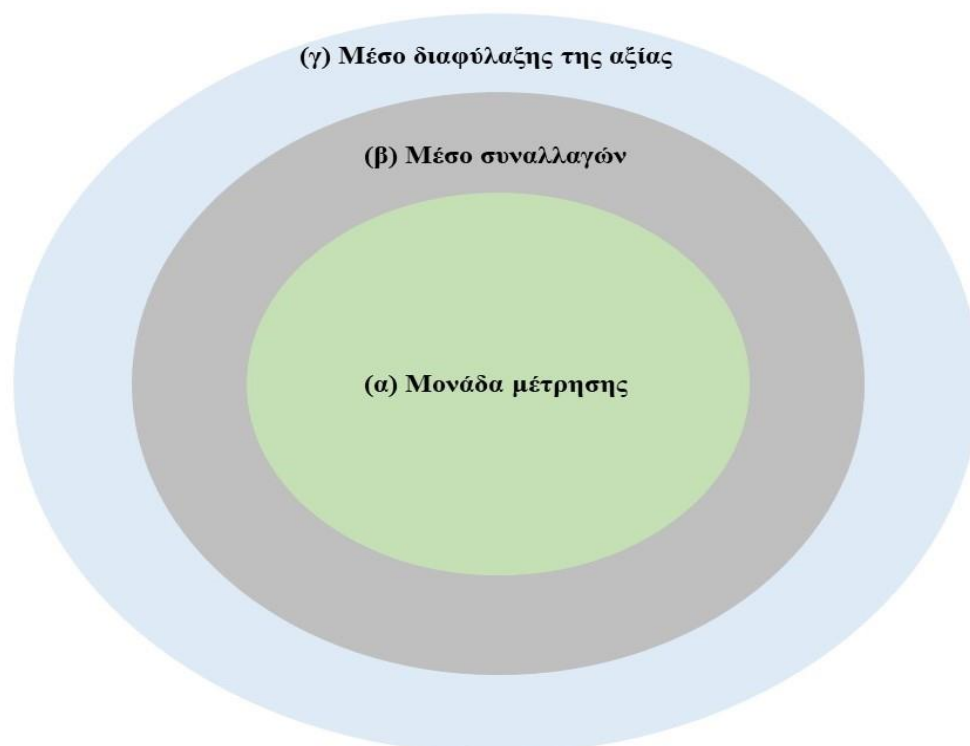 (γ) Μέσο διαφύλαξης της αξίας
(β) Μέσο συναλλαγών
(α) Μονάδα μέτρησης